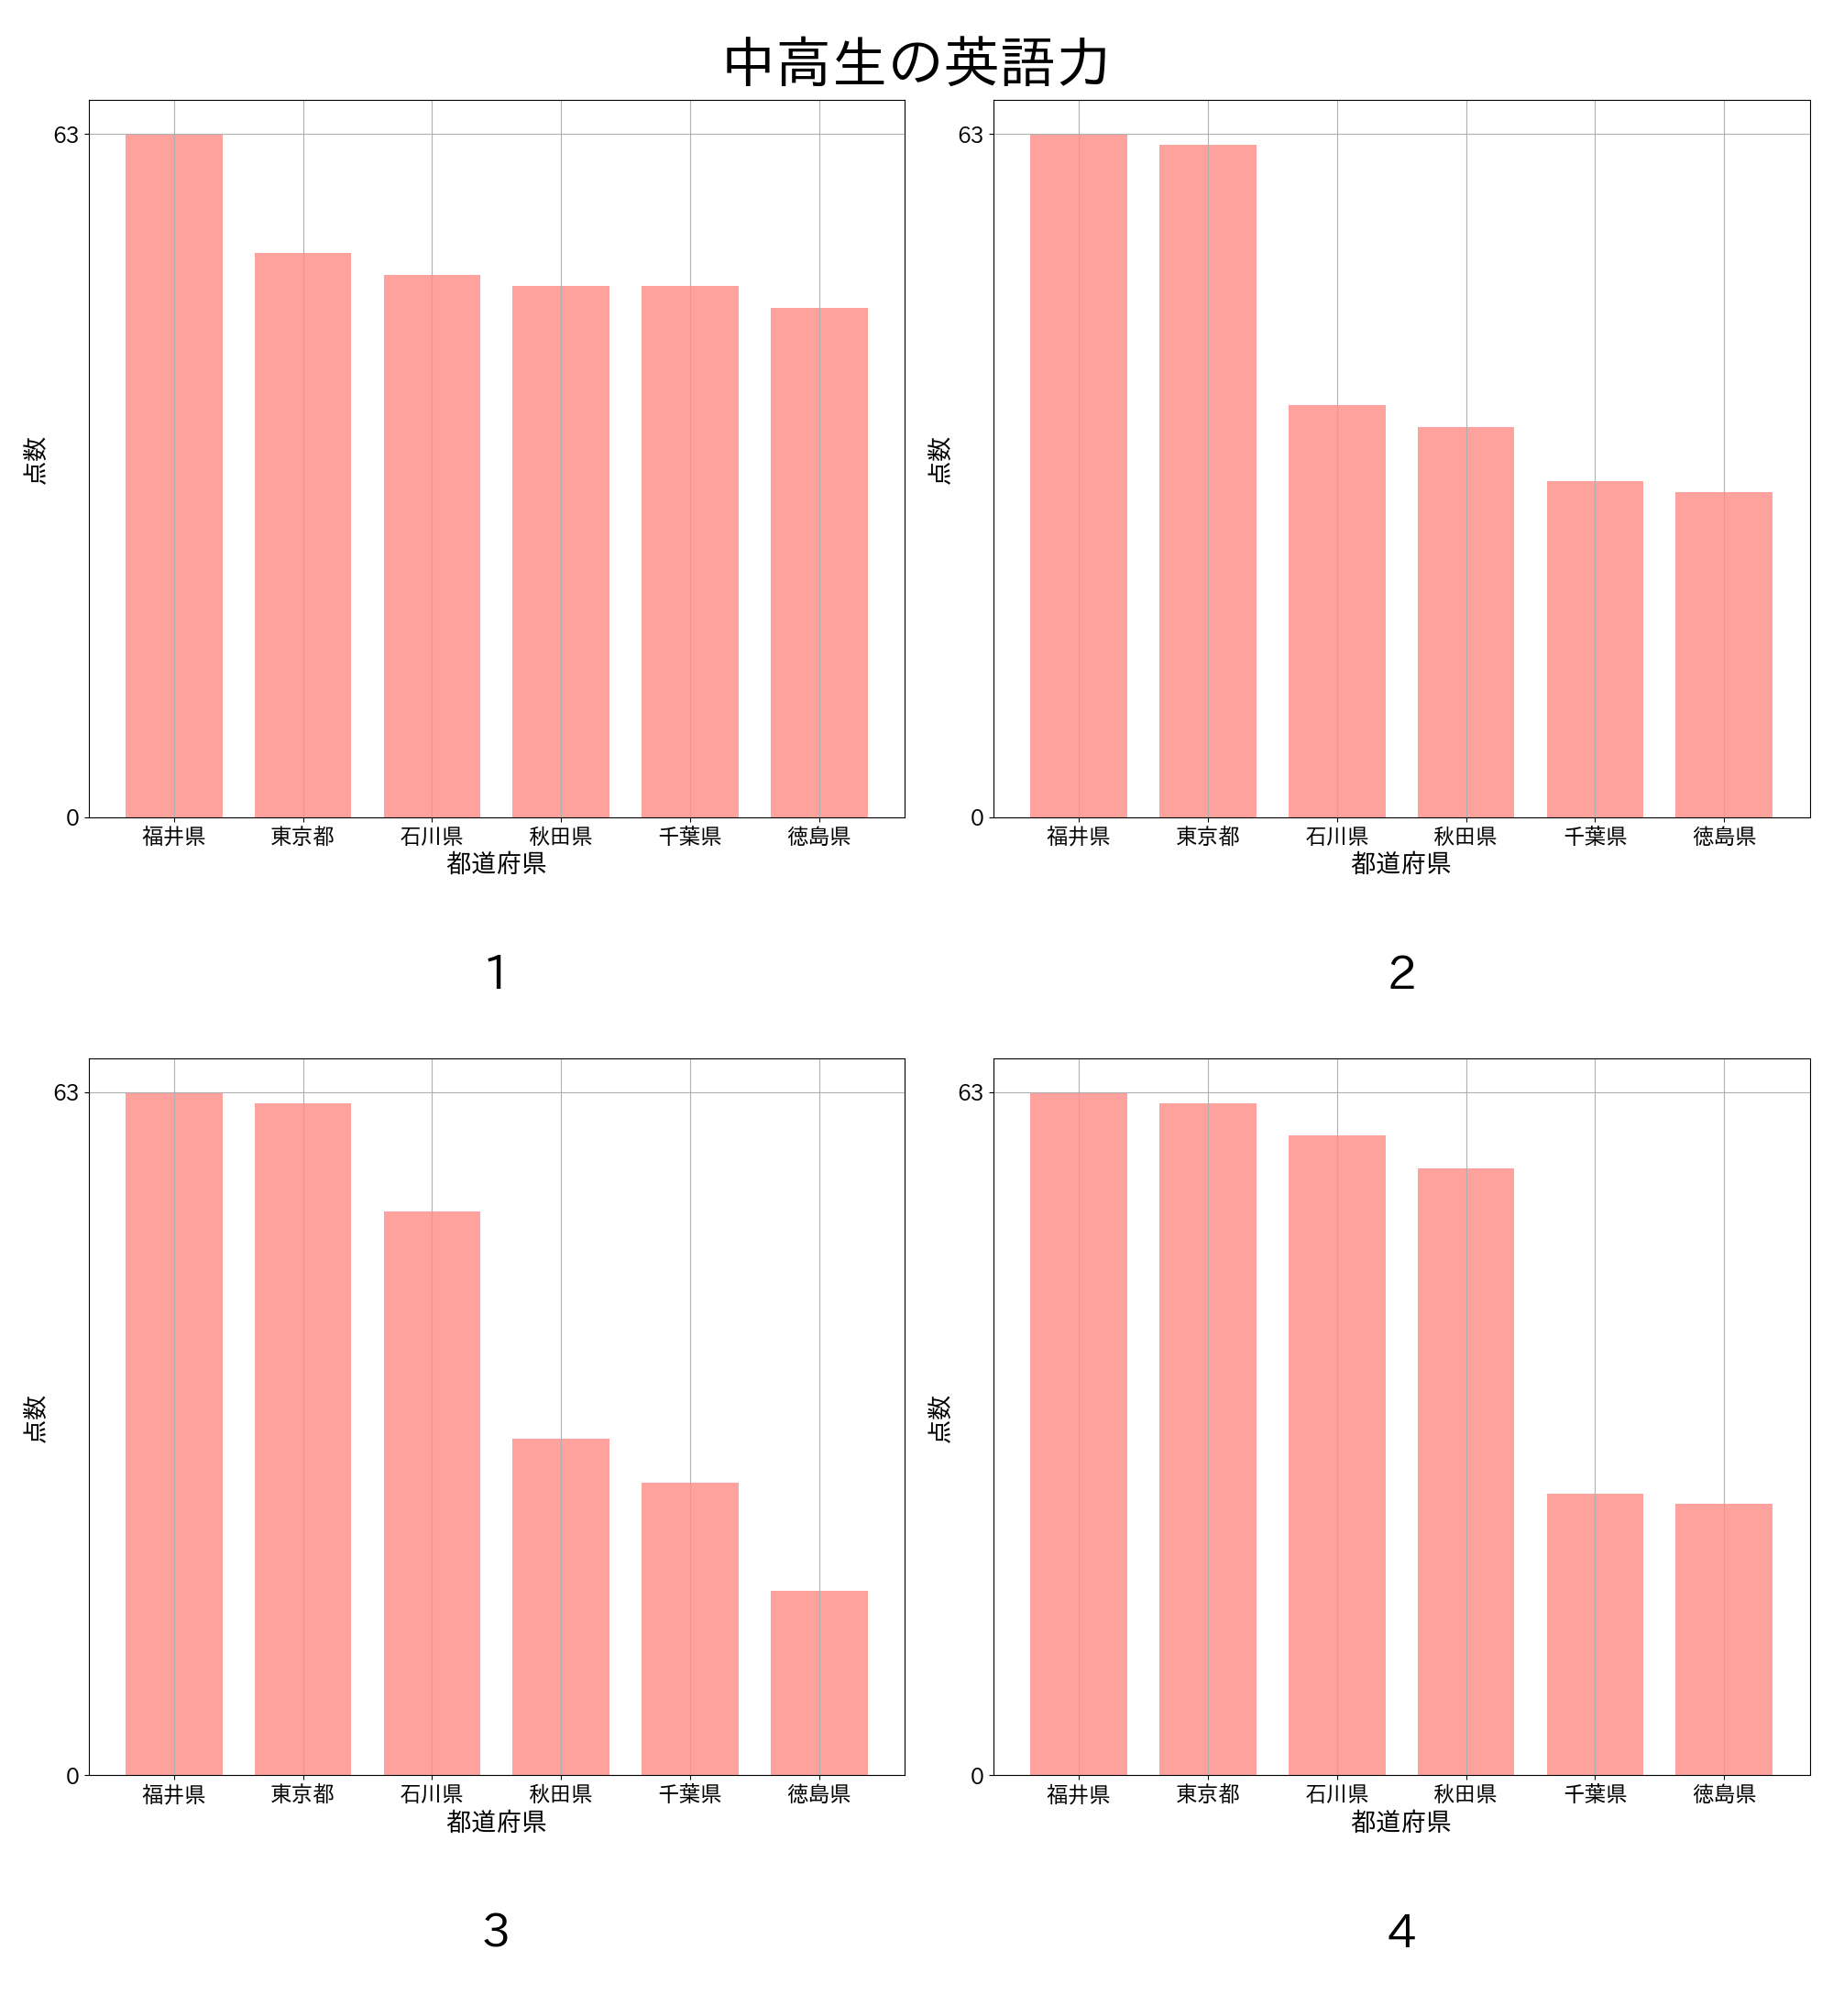 中高生の英語力
63
0
点数
福井県 東京都 石川県 秋田県 千葉県 徳島県
都道府県
1
63
0
点数
福井県 東京都 石川県 秋田県 千葉県 徳島県
都道府県
2
63
0
点数
福井県 東京都 石川県 秋田県 千葉県 徳島県
都道府県
3
63
0
点数
福井県 東京都 石川県 秋田県 千葉県 徳島県
都道府県
4